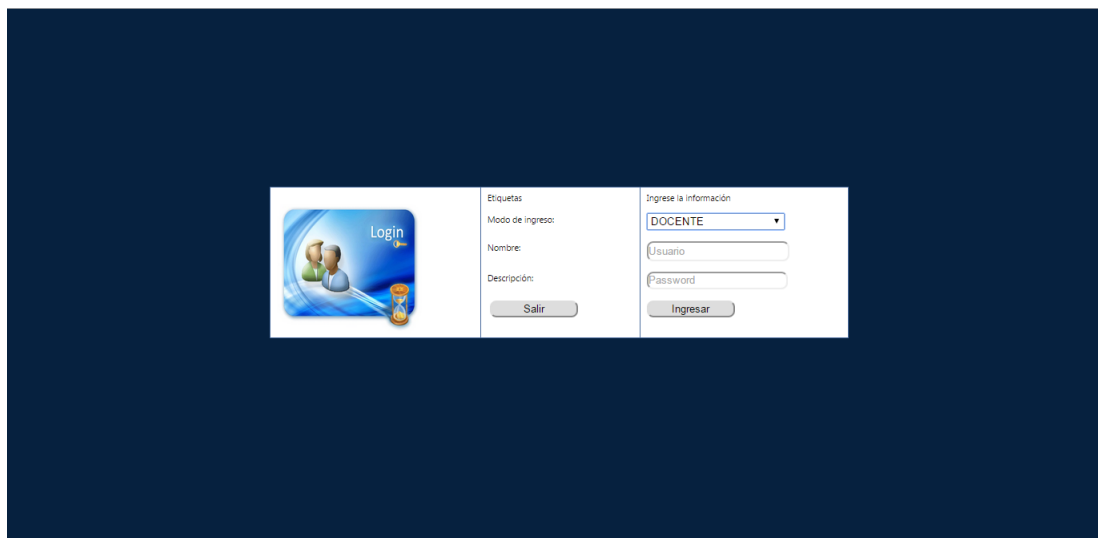 Login
Etiquetas
Ingrese la información
Modo de ingreso:
DOCENTE
Nombre:
Usuario
Descripción:
Password
Salir
Ingresar